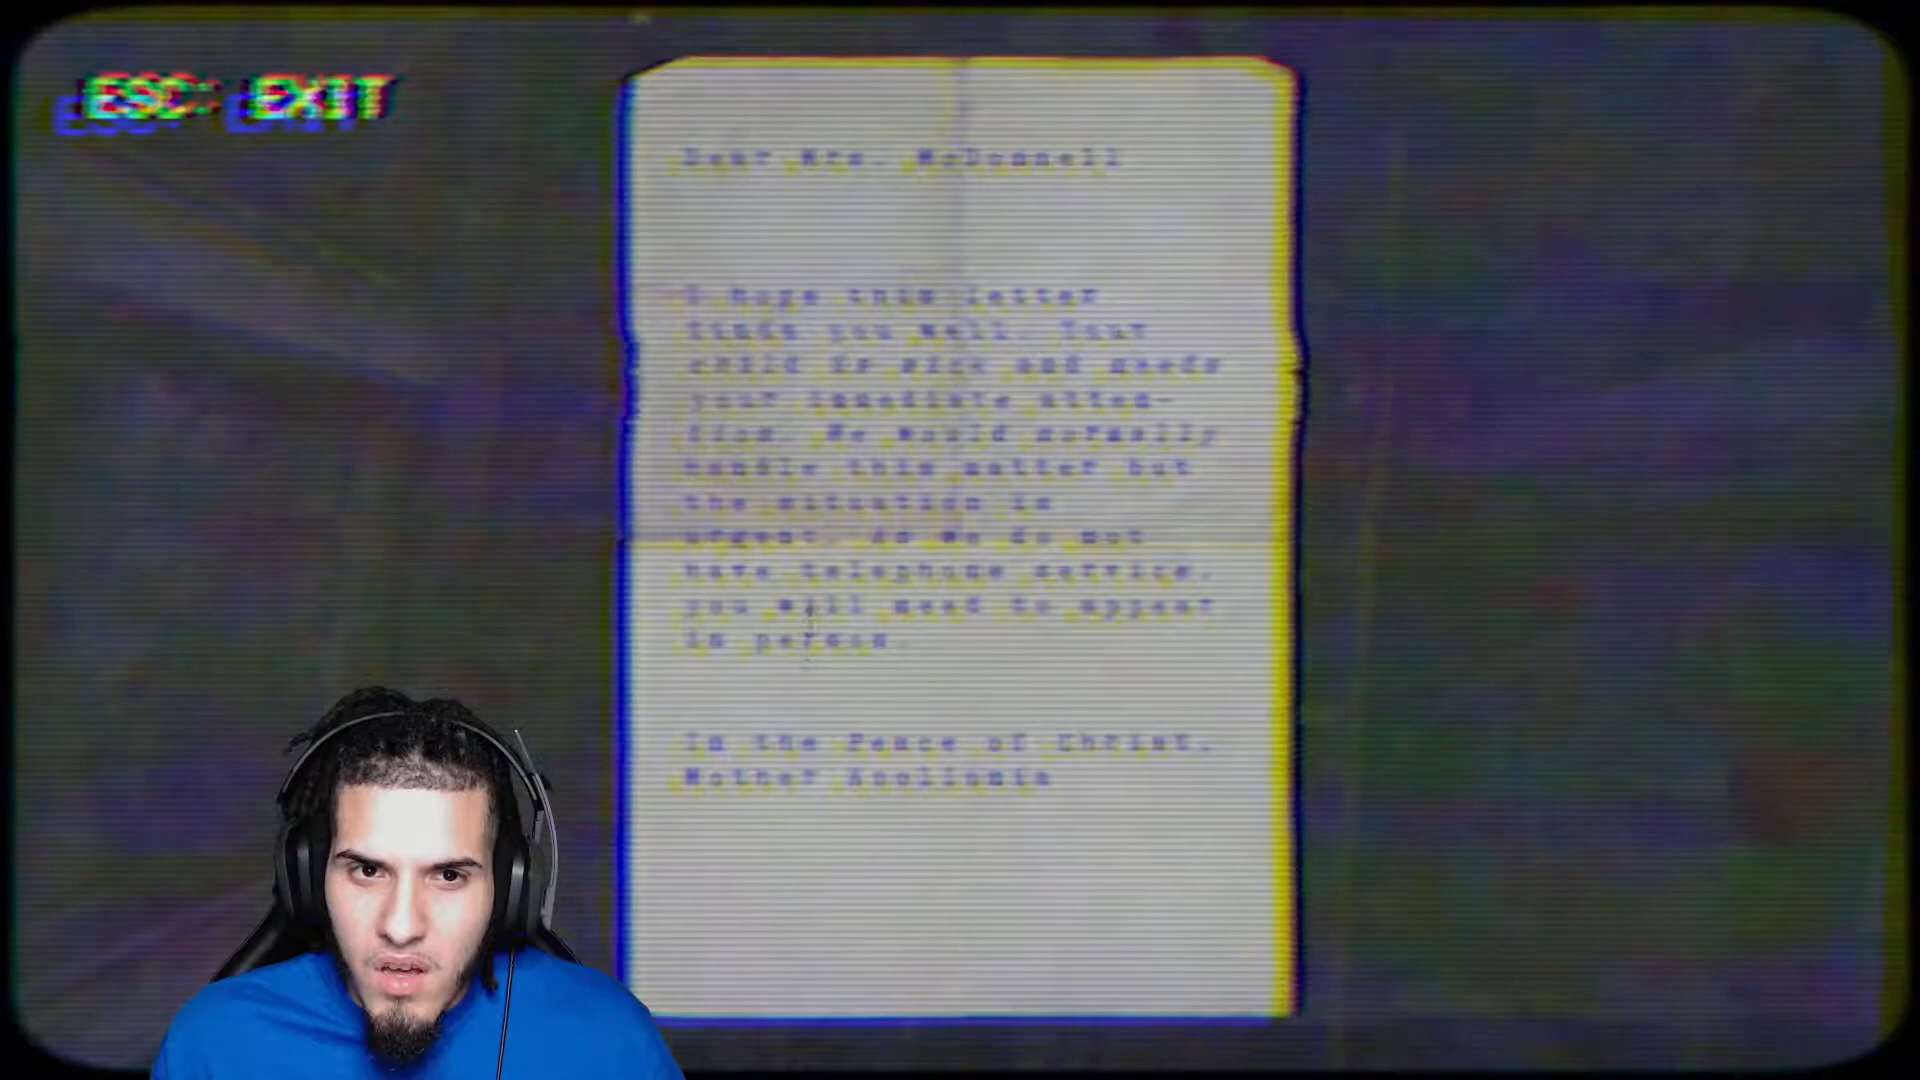 ESC: EXIT
Dear Mrs. McDonnell
I hope this letter
finds you well. Your
child is sick and needs
your immediate atten-
tion. We would normally
handle this matter but
the situation is
urgent. As we do not
have telephone service,
you will need to appear
in person.
In the Peace of Christ,
Mother Apollonia